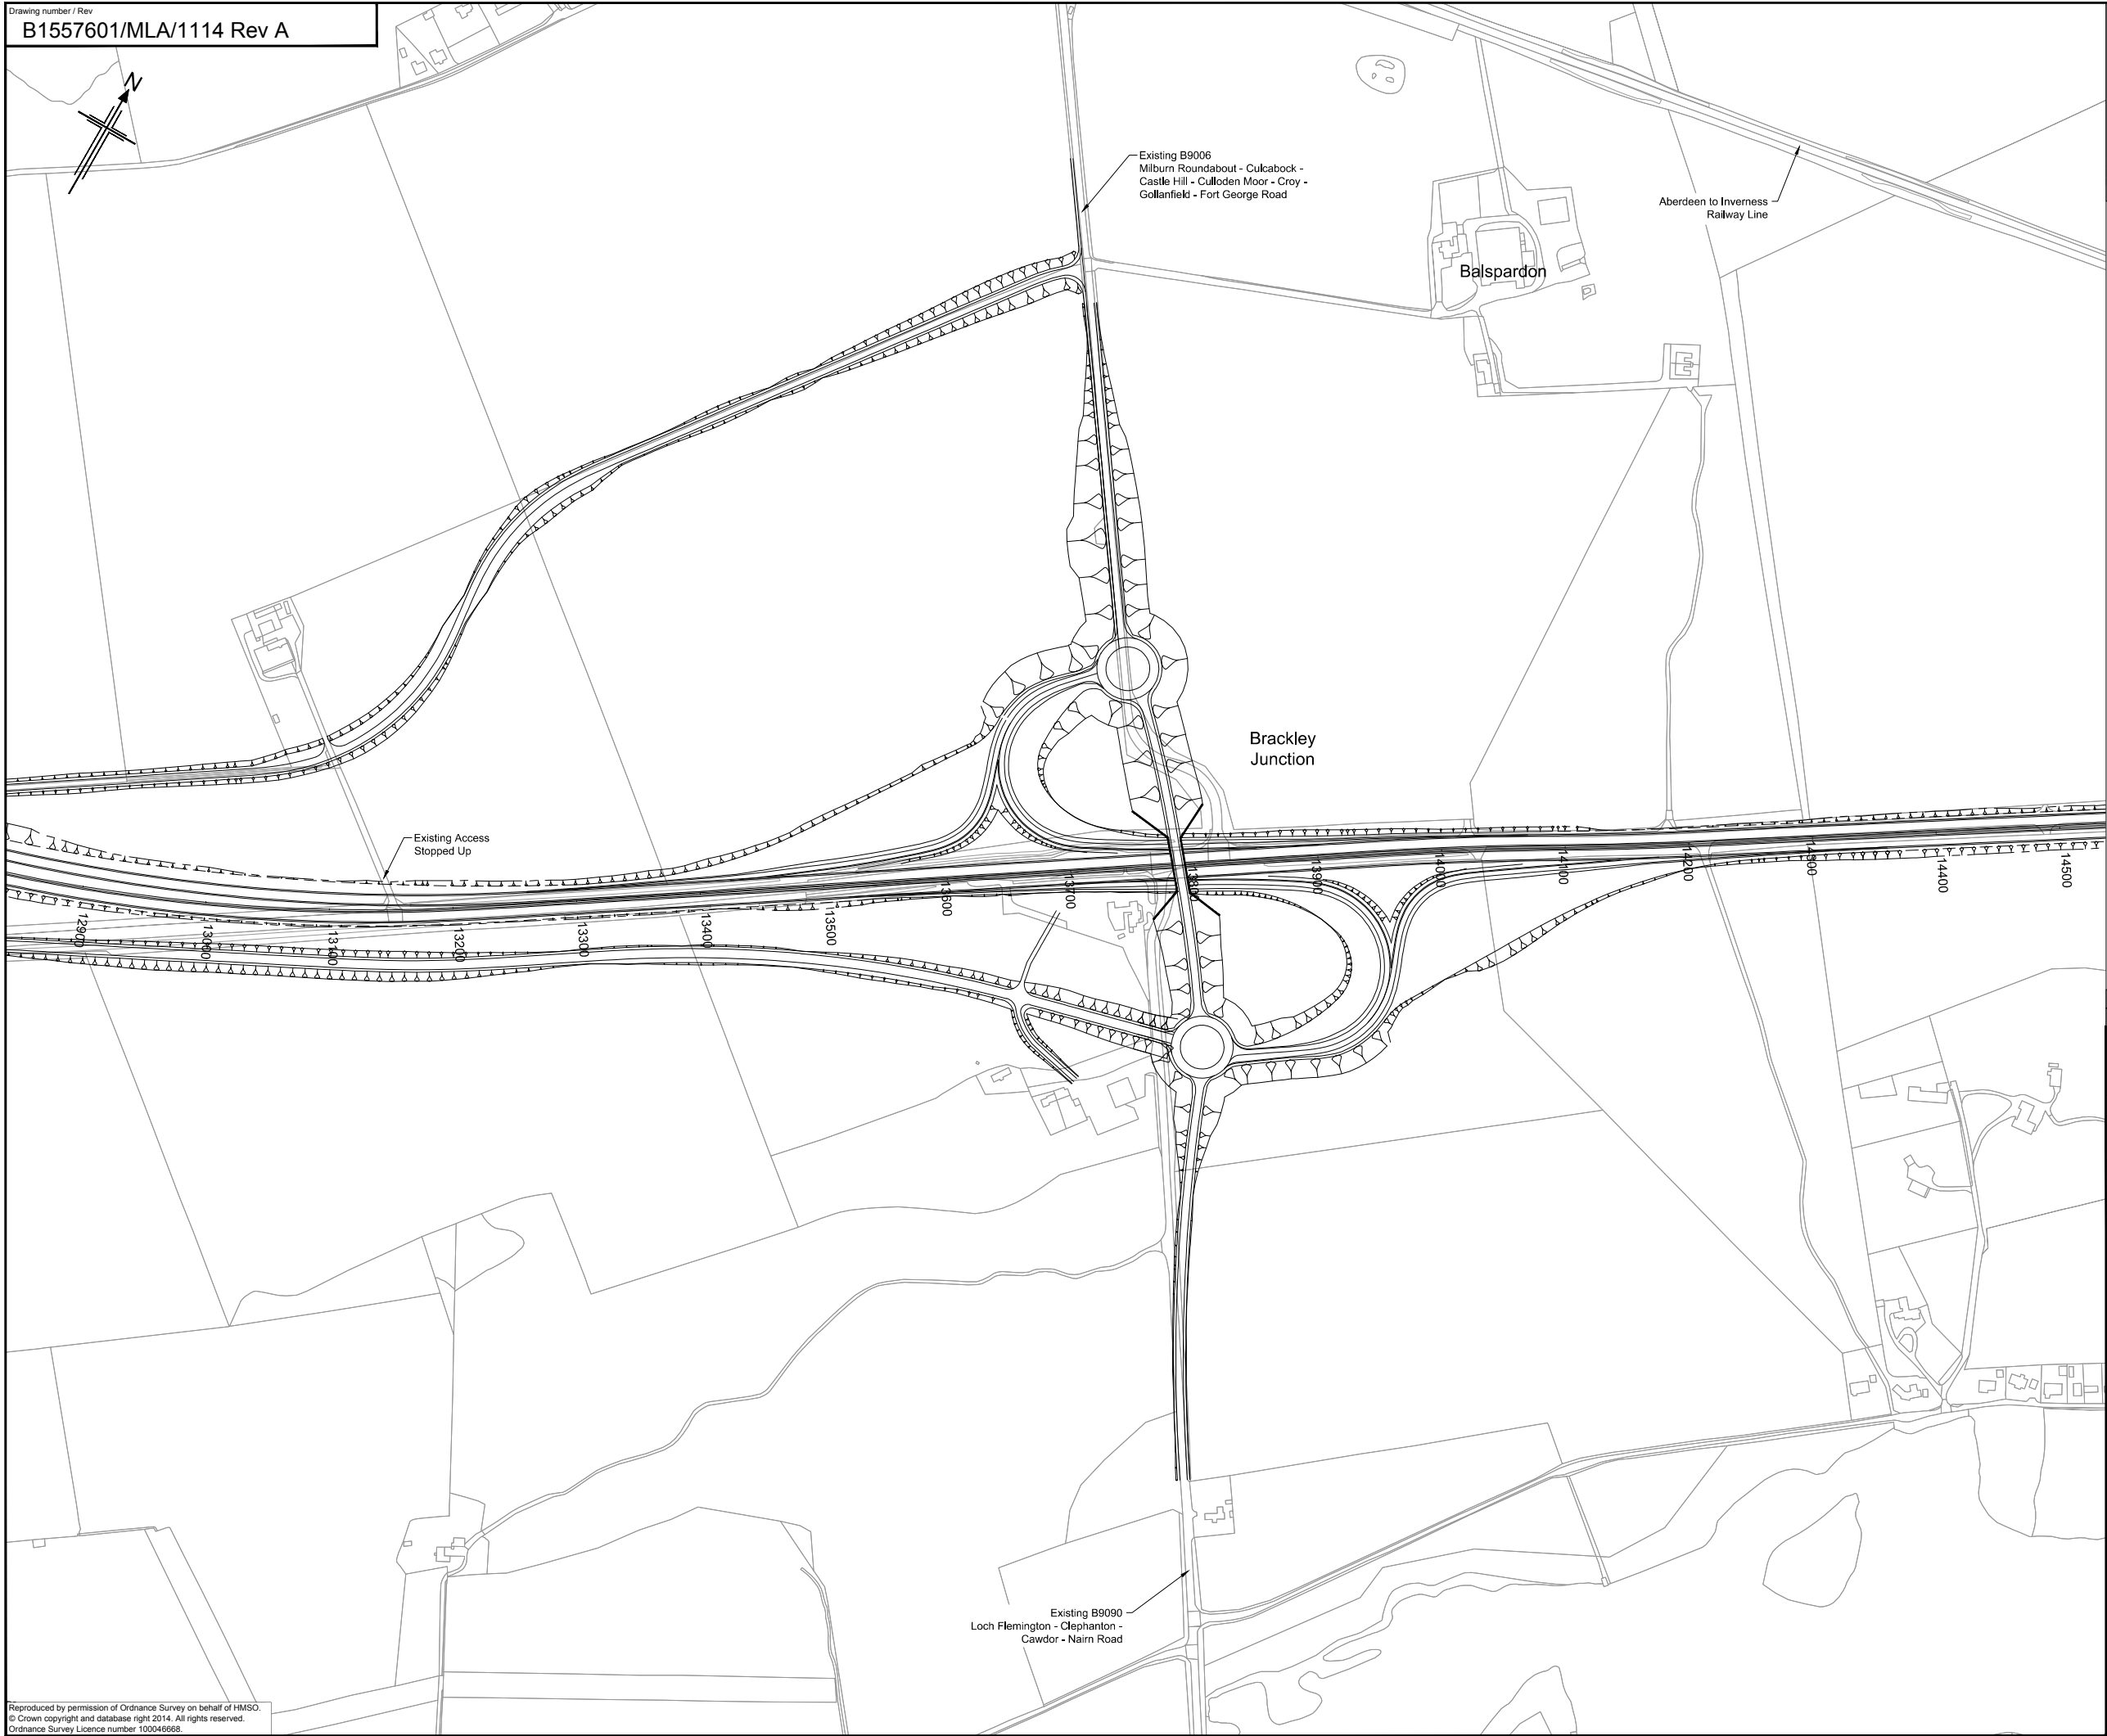 Drawing number / Rev
B1557601/MLA/1114 Rev A
N
Existing B9006
Milburn Roundabout - Culcabock -
Castle Hill - Culloden Moor - Croy -
Gollanfield - Fort George Road
Aberdeen to Inverness
Railway Line
Balspardon
Brackley
Junction
Existing Access
Stopped Up
12900
13000
13100
13200
13300
13400
13500
13600
13700
13800
13900
14000
14100
14200
14300
14400
14500
Existing B9090
Loch Flemington - Clephanton -
Cawdor - Nairn Road
Reproduced by permission of Ordnance Survey on behalf of HMSO.
© Crown copyright and database right 2014. All rights reserved.
Ordnance Survey Licence number 100046668.